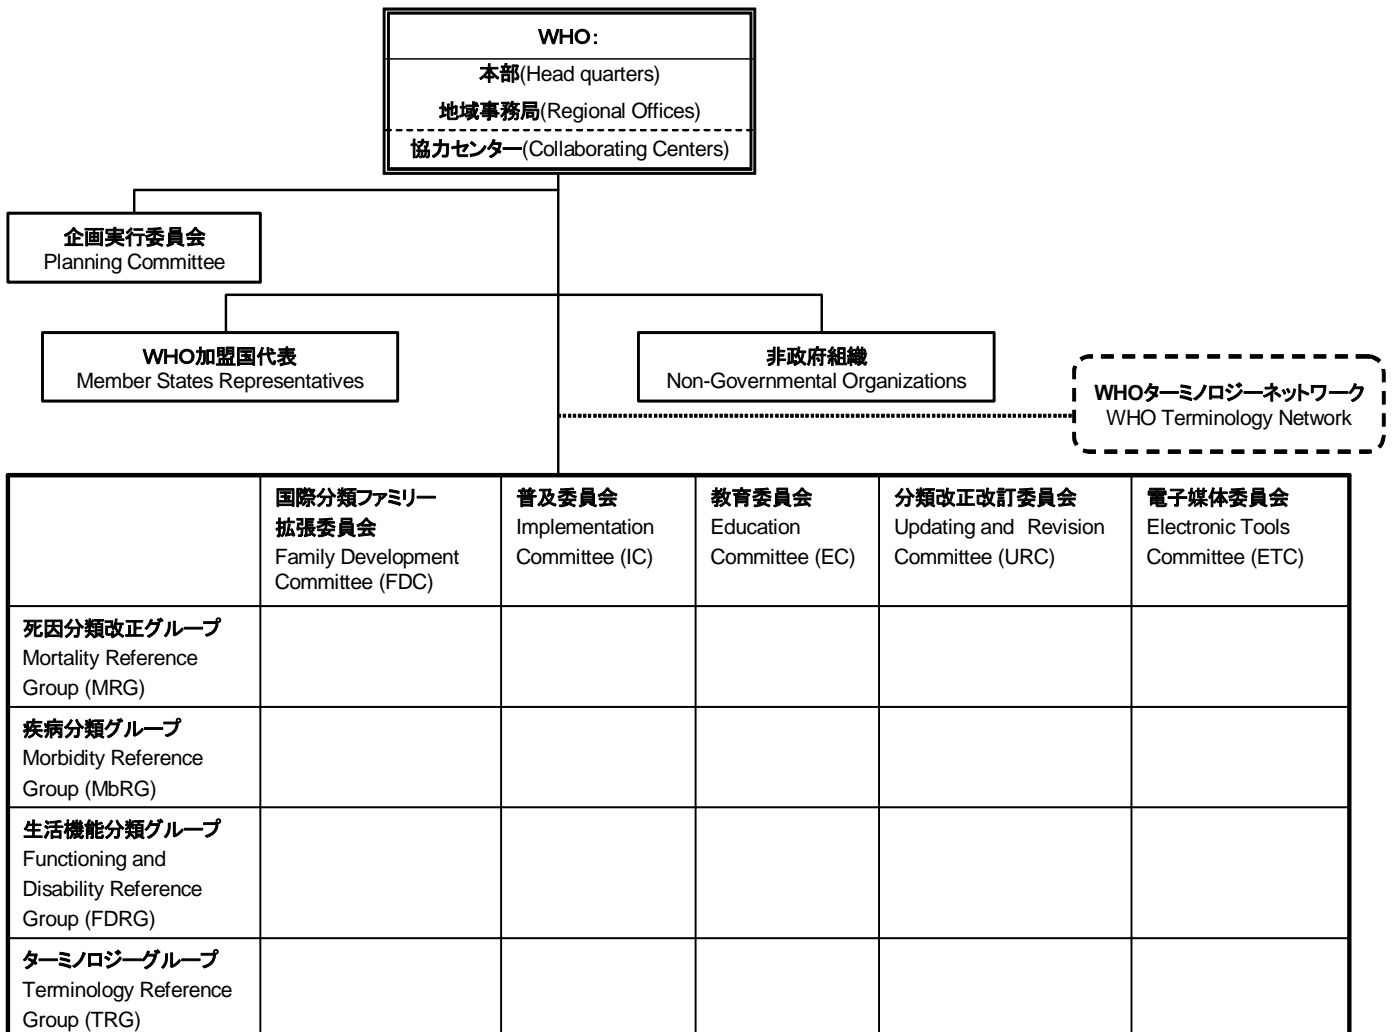 WHO：
本部(Head quarters)
地域事務局(Regional Offices)
協力センター(Collaborating Centers)
企画実行委員会
Planning Committee
WHO加盟国代表
Member States Representatives
非政府組織
Non-Governmental Organizations
WHOターミノロジーネットワーク
WHO Terminology Network
国際分類ファミリー
拡張委員会
Family Development
Committee (FDC)
普及委員会
Implementation
Committee (IC)
教育委員会
Education
Committee (EC)
分類改正改訂委員会
Updating and Revision
Committee (URC)
電子媒体委員会
Electronic Tools
Committee (ETC)
死因分類改正グループ
Mortality Reference
Group (MRG)
疾病分類グループ
Morbidity Reference
Group (MbRG)
生活機能分類グループ
Functioning and
Disability Reference
Group (FDRG)
ターミノロジーグループ
Terminology Reference
Group (TRG)